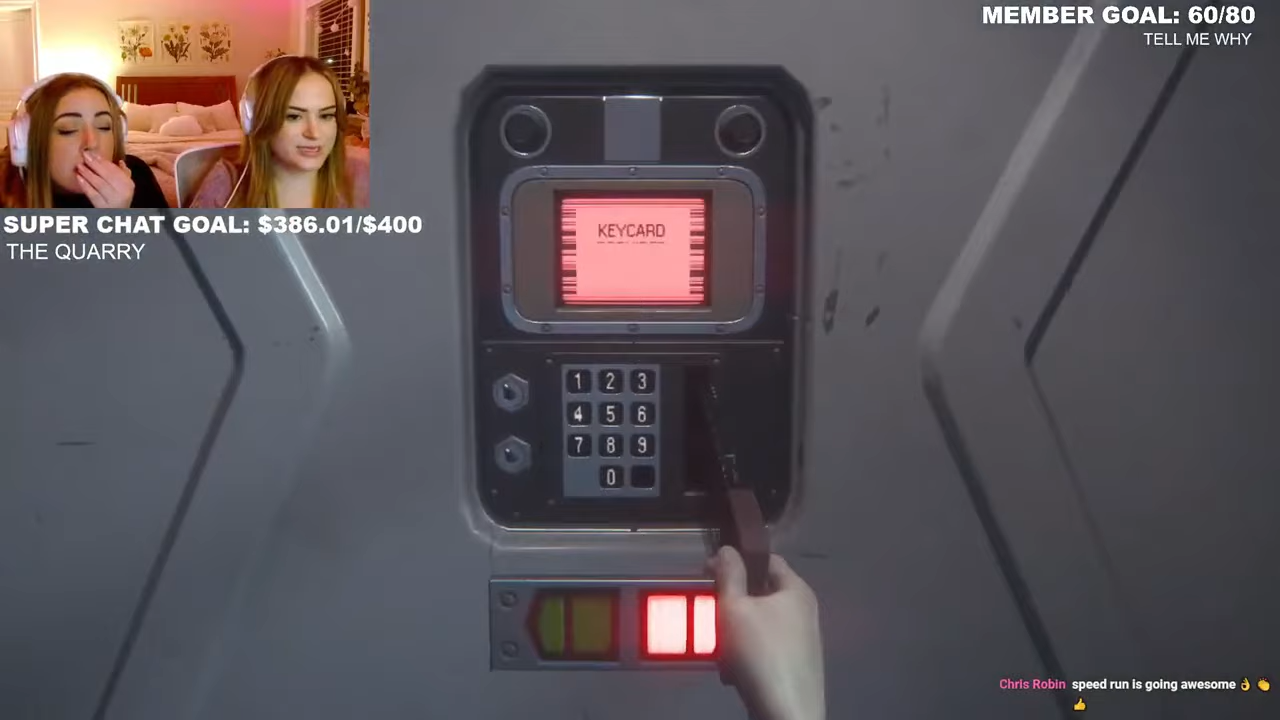 MEMBER GOAL: 60/80
TELL ME WHY
SUPER CHAT GOAL: $386.01/$400
THE QUARRY
KEYCARD
1 2 3
4 5 6
7 8 9
0
Chris Robin speed run is going awesome 👌 👏
👍